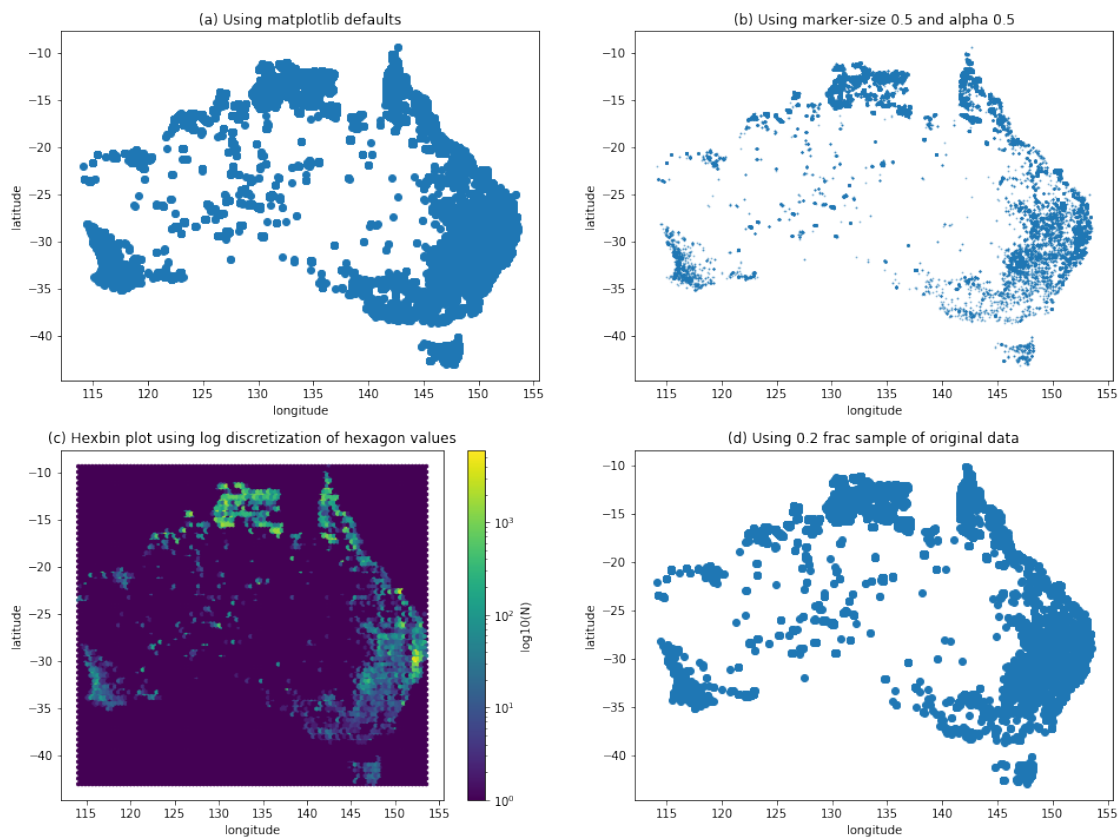 (a) Using matplotlib defaults
−10
−15
−20
−25
−30
−35
−40
latitude
115 120 125 130 135 140 145 150 155
longitude
(b) Using marker-size 0.5 and alpha 0.5
−10
−15
−20
−25
−30
−35
−40
latitude
115 120 125 130 135 140 145 150 155
longitude
(c) Hexbin plot using log discretization of hexagon values
−10
−15
−20
−25
−30
−35
−40
latitude
115 120 125 130 135 140 145 150 155
longitude
10³
10²
10¹
10⁰
log10(N)
(d) Using 0.2 frac sample of original data
−10
−15
−20
−25
−30
−35
−40
latitude
115 120 125 130 135 140 145 150 155
longitude